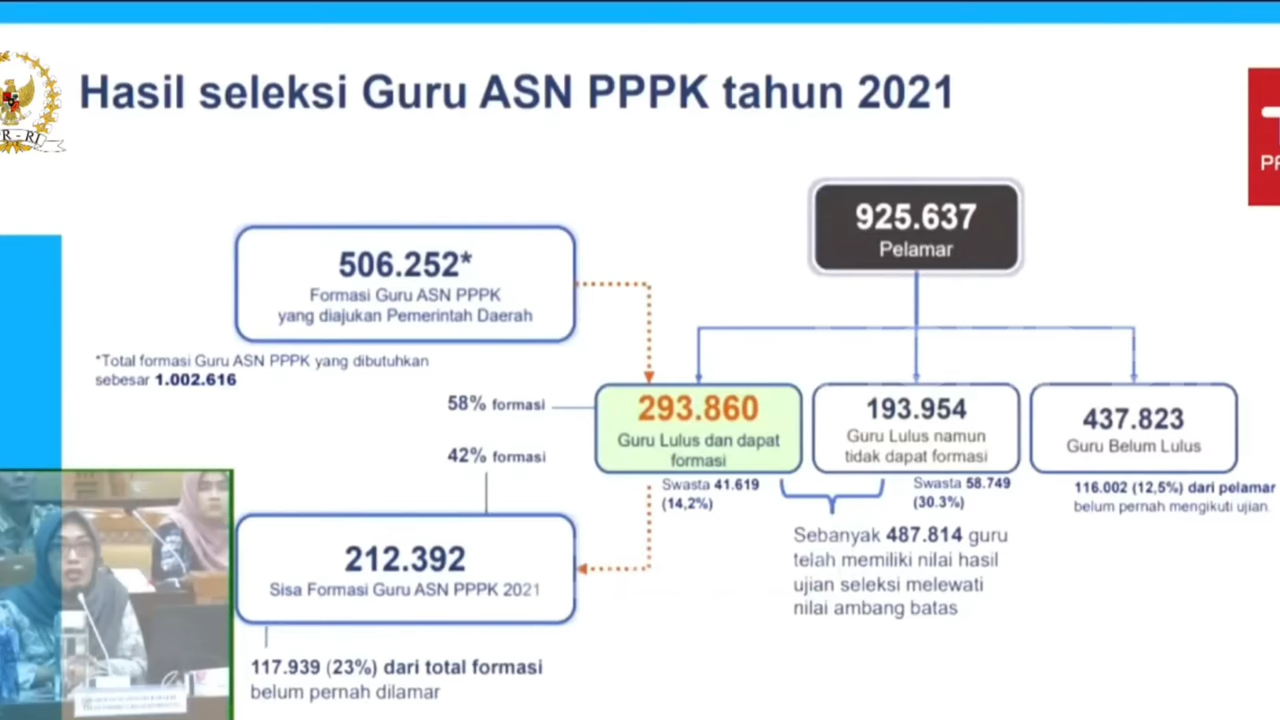 Hasil seleksi Guru ASN PPPK tahun 2021
R - RI
PR
925.637
Pelamar
506.252*
Formasi Guru ASN PPPK
yang diajukan Pemerintah Daerah
*Total formasi Guru ASN PPPK yang dibutuhkan
sebesar 1.002.616
58% formasi
42% formasi
293.860
Guru Lulus dan dapat
formasi
Swasta 41.619
(14,2%)
193.954
Guru Lulus namun
tidak dapat formasi
Swasta 58.749
(30.3%)
437.823
Guru Belum Lulus
116.002 (12,5%) dari pelamar
belum pernah mengikuti ujian.
Sebanyak 487.814 guru
telah memiliki nilai hasil
ujian seleksi melewati
nilai ambang batas
212.392
Sisa Formasi Guru ASN PPPK 2021
117.939 (23%) dari total formasi
belum pernah dilamar